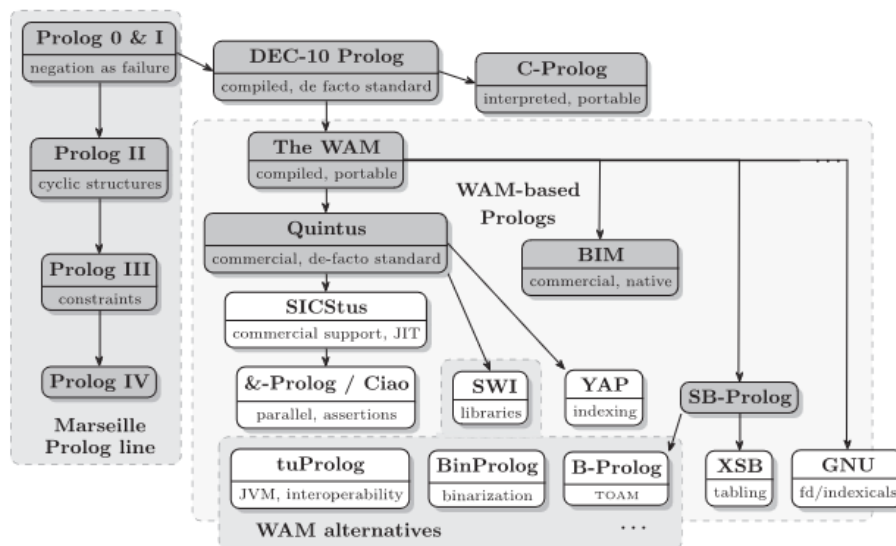 Prolog 0 & I
negation as failure
DEC-10 Prolog
compiled, de facto standard
C-Prolog
interpreted, portable
Prolog II
cyclic structures
The WAM
compiled, portable
...
WAM-based
Prologs
Quintus
commercial, de-facto standard
BIM
commercial, native
Prolog III
constraints
SICStus
commercial support, JIT
Prolog IV
&-Prolog / Ciao
parallel, assertions
SWI
libraries
YAP
indexing
SB-Prolog
Marseille
Prolog line
tuProlog
JVM, interoperability
BinProlog
binarization
B-Prolog
TOAM
XSB
tabling
GNU
fd/indexicals
WAM alternatives
...